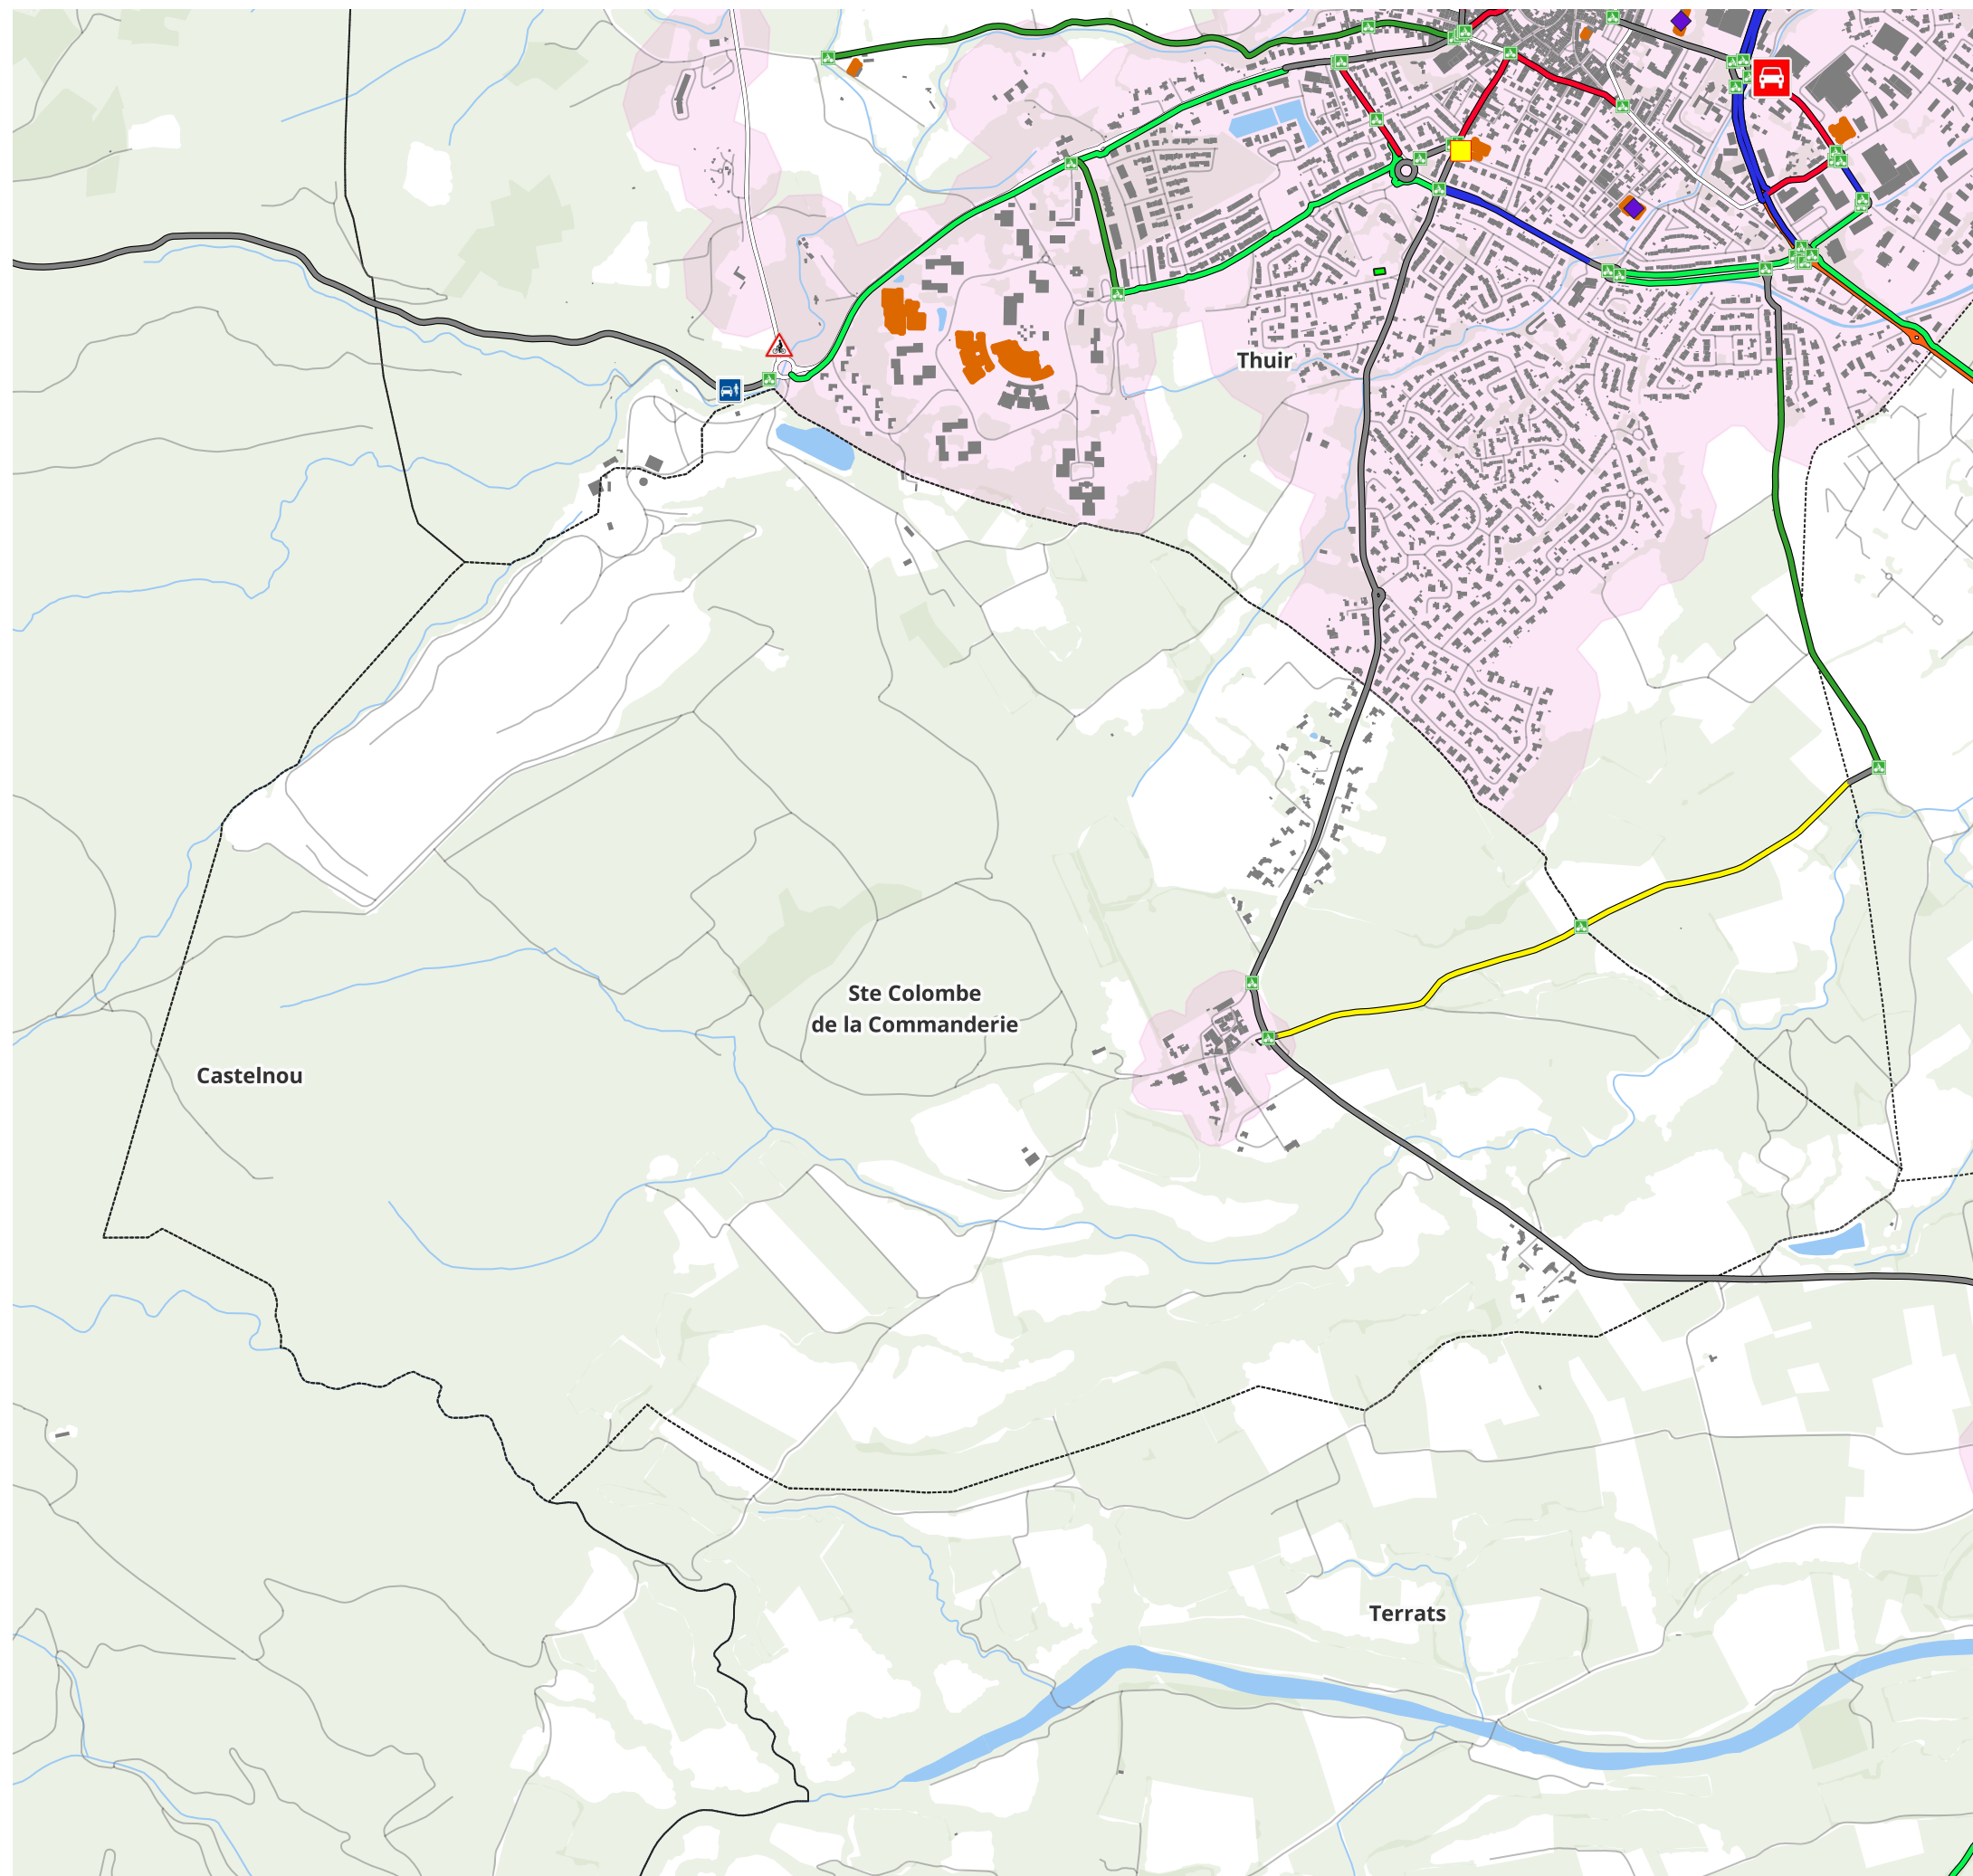 Thuir
Ste Colombe
de la Commanderie
Castelnou
Terrats